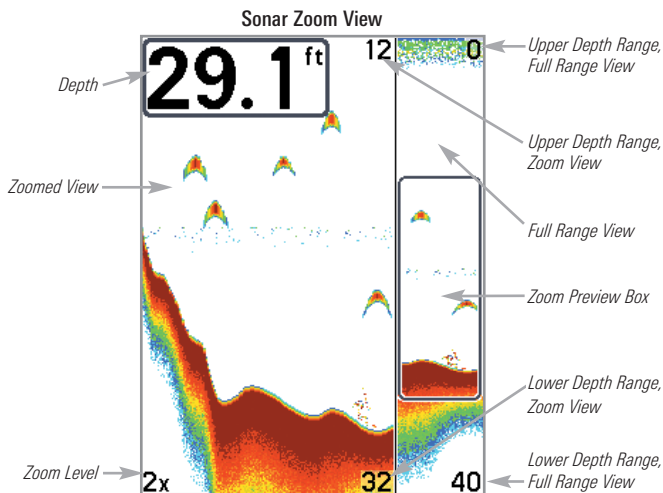 Sonar Zoom View
Depth
29.1 ft
12
0
Upper Depth Range,
Full Range View
Upper Depth Range,
Zoom View
Zoomed View
Full Range View
Zoom Preview Box
Lower Depth Range,
Zoom View
Zoom Level
2x
32
40
Lower Depth Range,
Full Range View